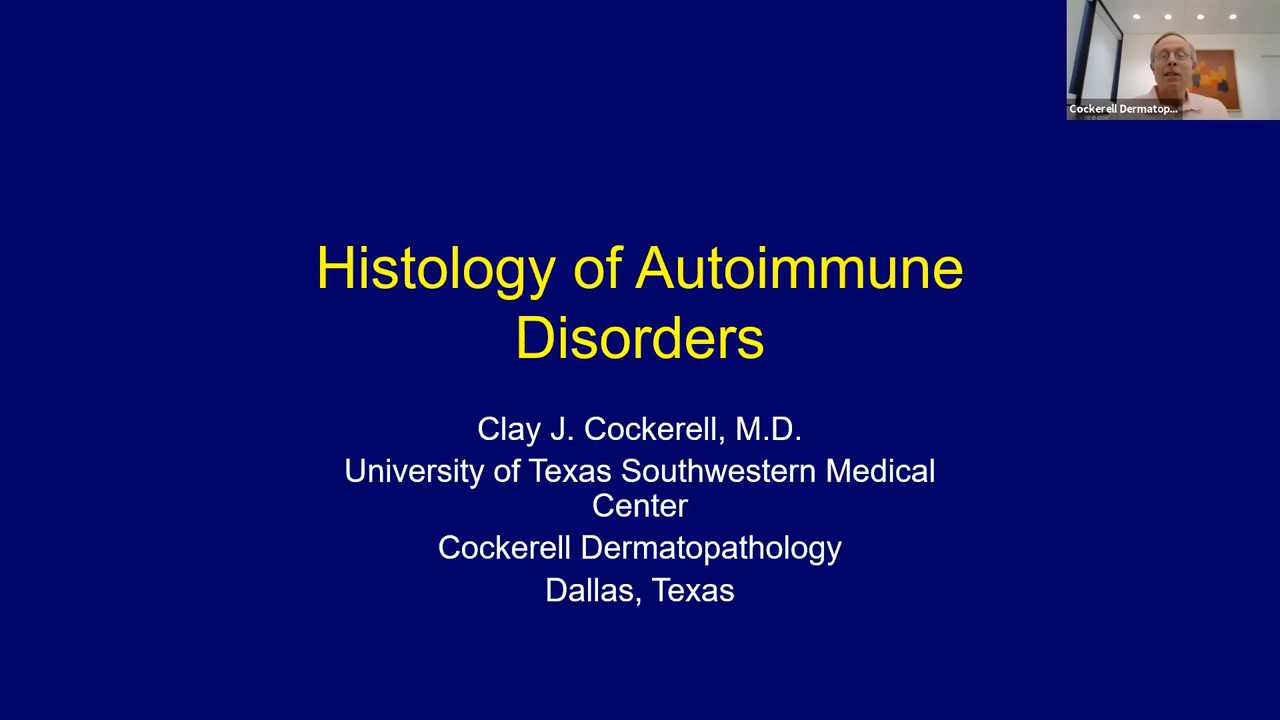 Cockerell Dermatop...
Histology of Autoimmune
Disorders
Clay J. Cockerell, M.D.
University of Texas Southwestern Medical
Center
Cockerell Dermatopathology
Dallas, Texas